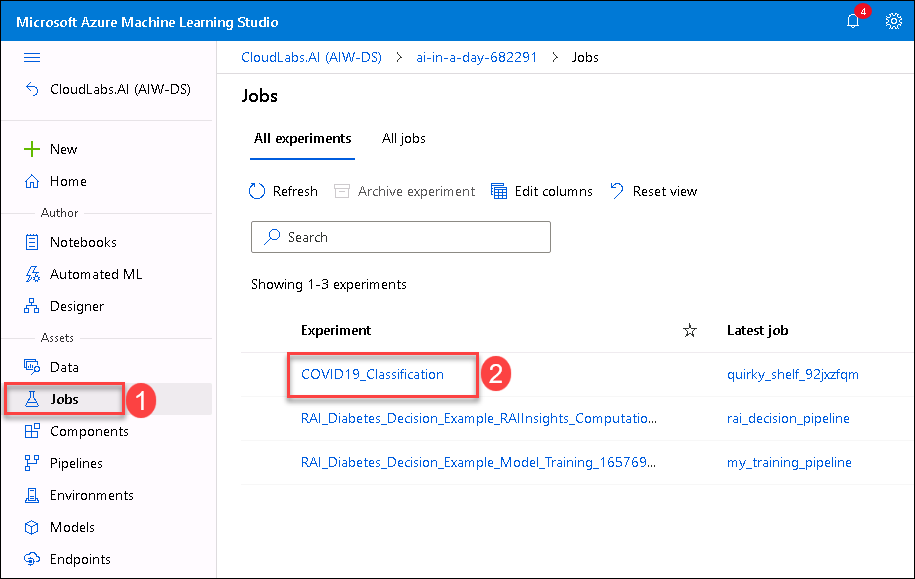 Microsoft Azure Machine Learning Studio
4
CloudLabs.AI (AIW-DS)
New
Home
Author
Notebooks
Automated ML
Designer
Assets
Data
Jobs
1
Components
Pipelines
Environments
Models
Endpoints
CloudLabs.AI (AIW-DS) > ai-in-a-day-682291 > Jobs
Jobs
All experiments All jobs
Refresh Archive experiment Edit columns Reset view
Search
Showing 1-3 experiments
Experiment Latest job
COVID19_Classification 2 quirky_shelf_92jxzfqm
RAI_Diabetes_Decision_Example_RAIInsights_Computatio... rai_decision_pipeline
RAI_Diabetes_Decision_Example_Model_Training_165769... my_training_pipeline